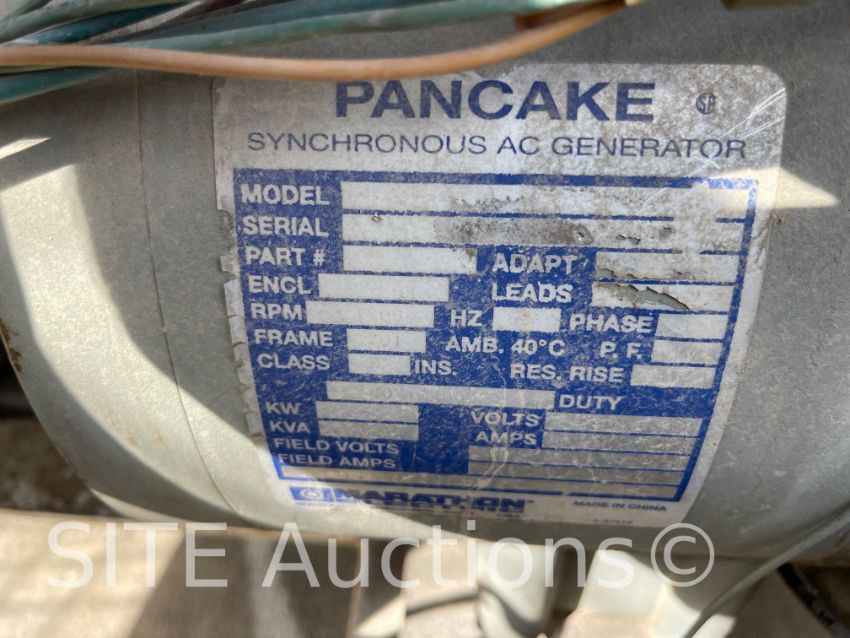 PANCAKE
SYNCHRONOUS AC GENERATOR
MODEL
SERIAL
PART # ADAPT
ENCL LEADS
RPM HZ PHASE
FRAME 01 AMB. 40°C P. F.
CLASS INS. RES. RISE
DUTY
KW VOLTS
KVA AMPS
FIELD VOLTS
FIELD AMPS
MARATHON MADE IN CHINA
SITE Auctions©